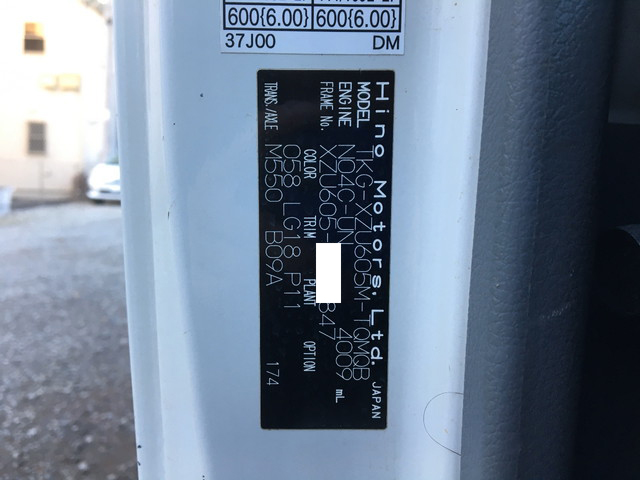 600{6.00} 600{6.00}
37J00 DM
Hino Motors, Ltd. JAPAN
MODEL TKG-XZU605M-TQMQB
ENGINE N04C-UN 4009 mL
FRAME No. XZU605- 847
COLOR TRIM PLANT OPTION
058 LG18 P11
TRANS./AXLE M550 B09A 174